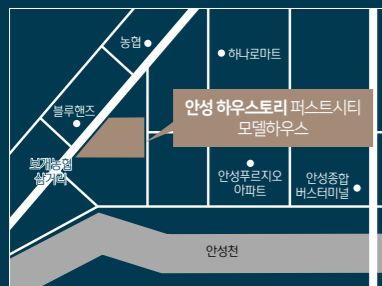 농협
하나로마트
안성 하우스토리 퍼스트시티
모델하우스
블루핸즈
보개농협
삼거리
안성푸르지오
아파트
안성종합
버스터미널
안성천